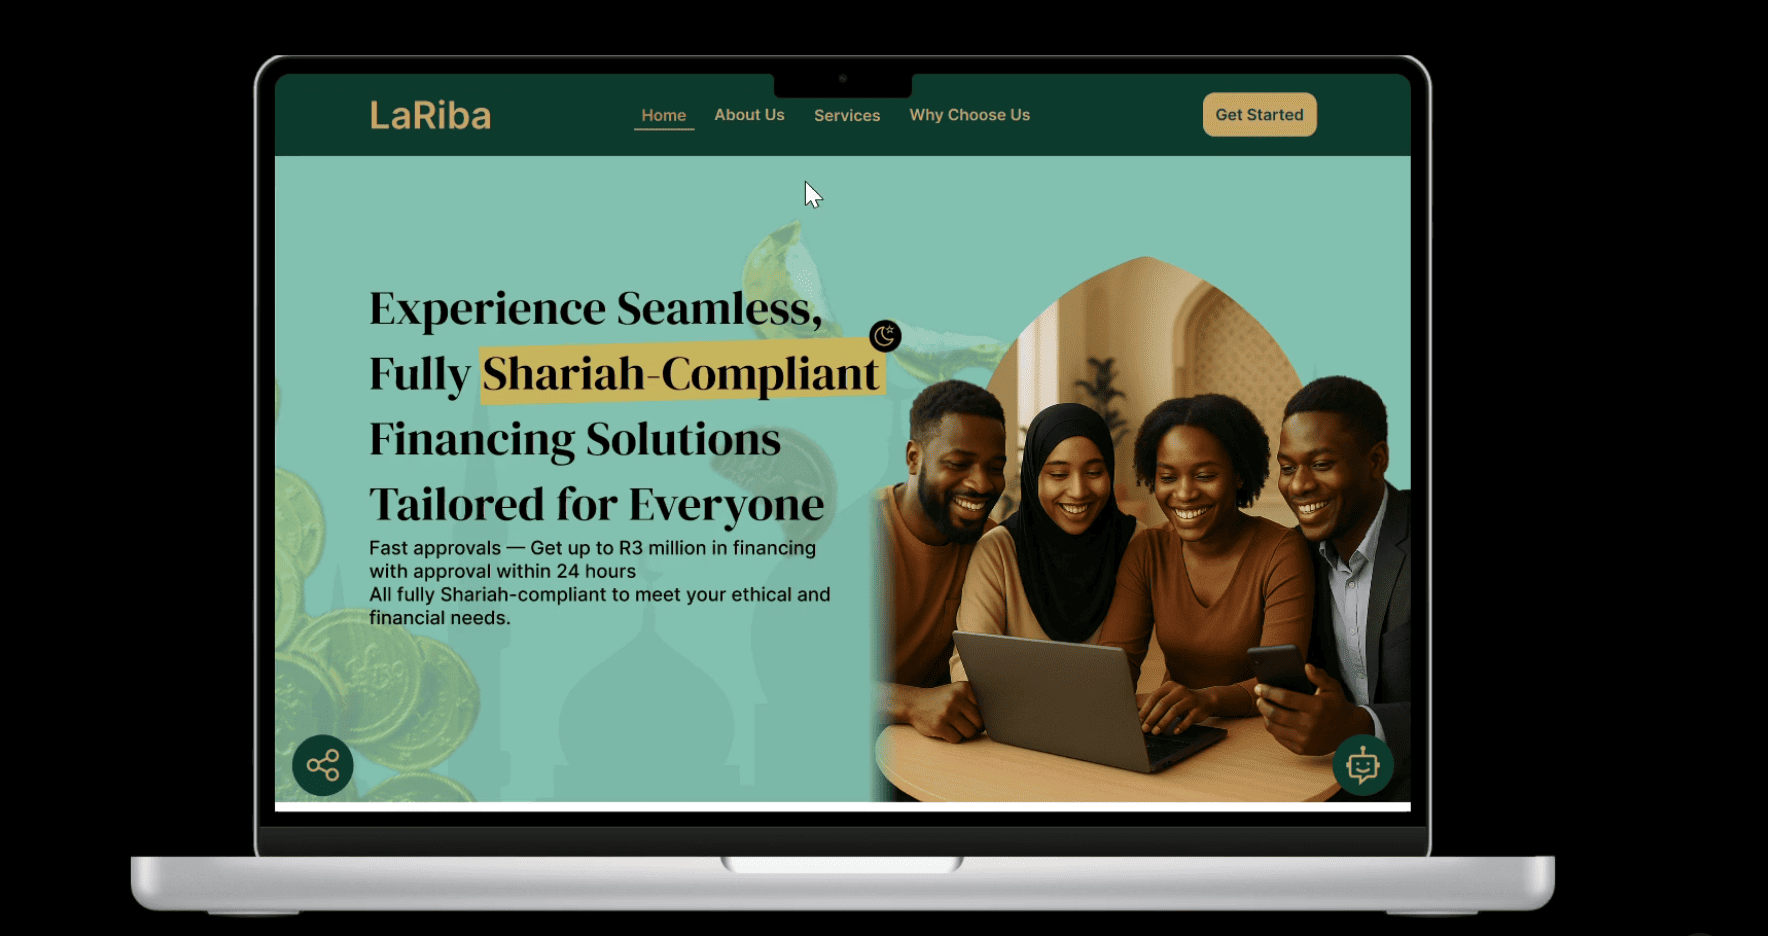 LaRiba
Home
About Us
Services
Why Choose Us
Get Started
Experience Seamless,
Fully Shariah-Compliant
Financing Solutions
Tailored for Everyone
Fast approvals — Get up to R3 million in financing
with approval within 24 hours
All fully Shariah-compliant to meet your ethical and
financial needs.